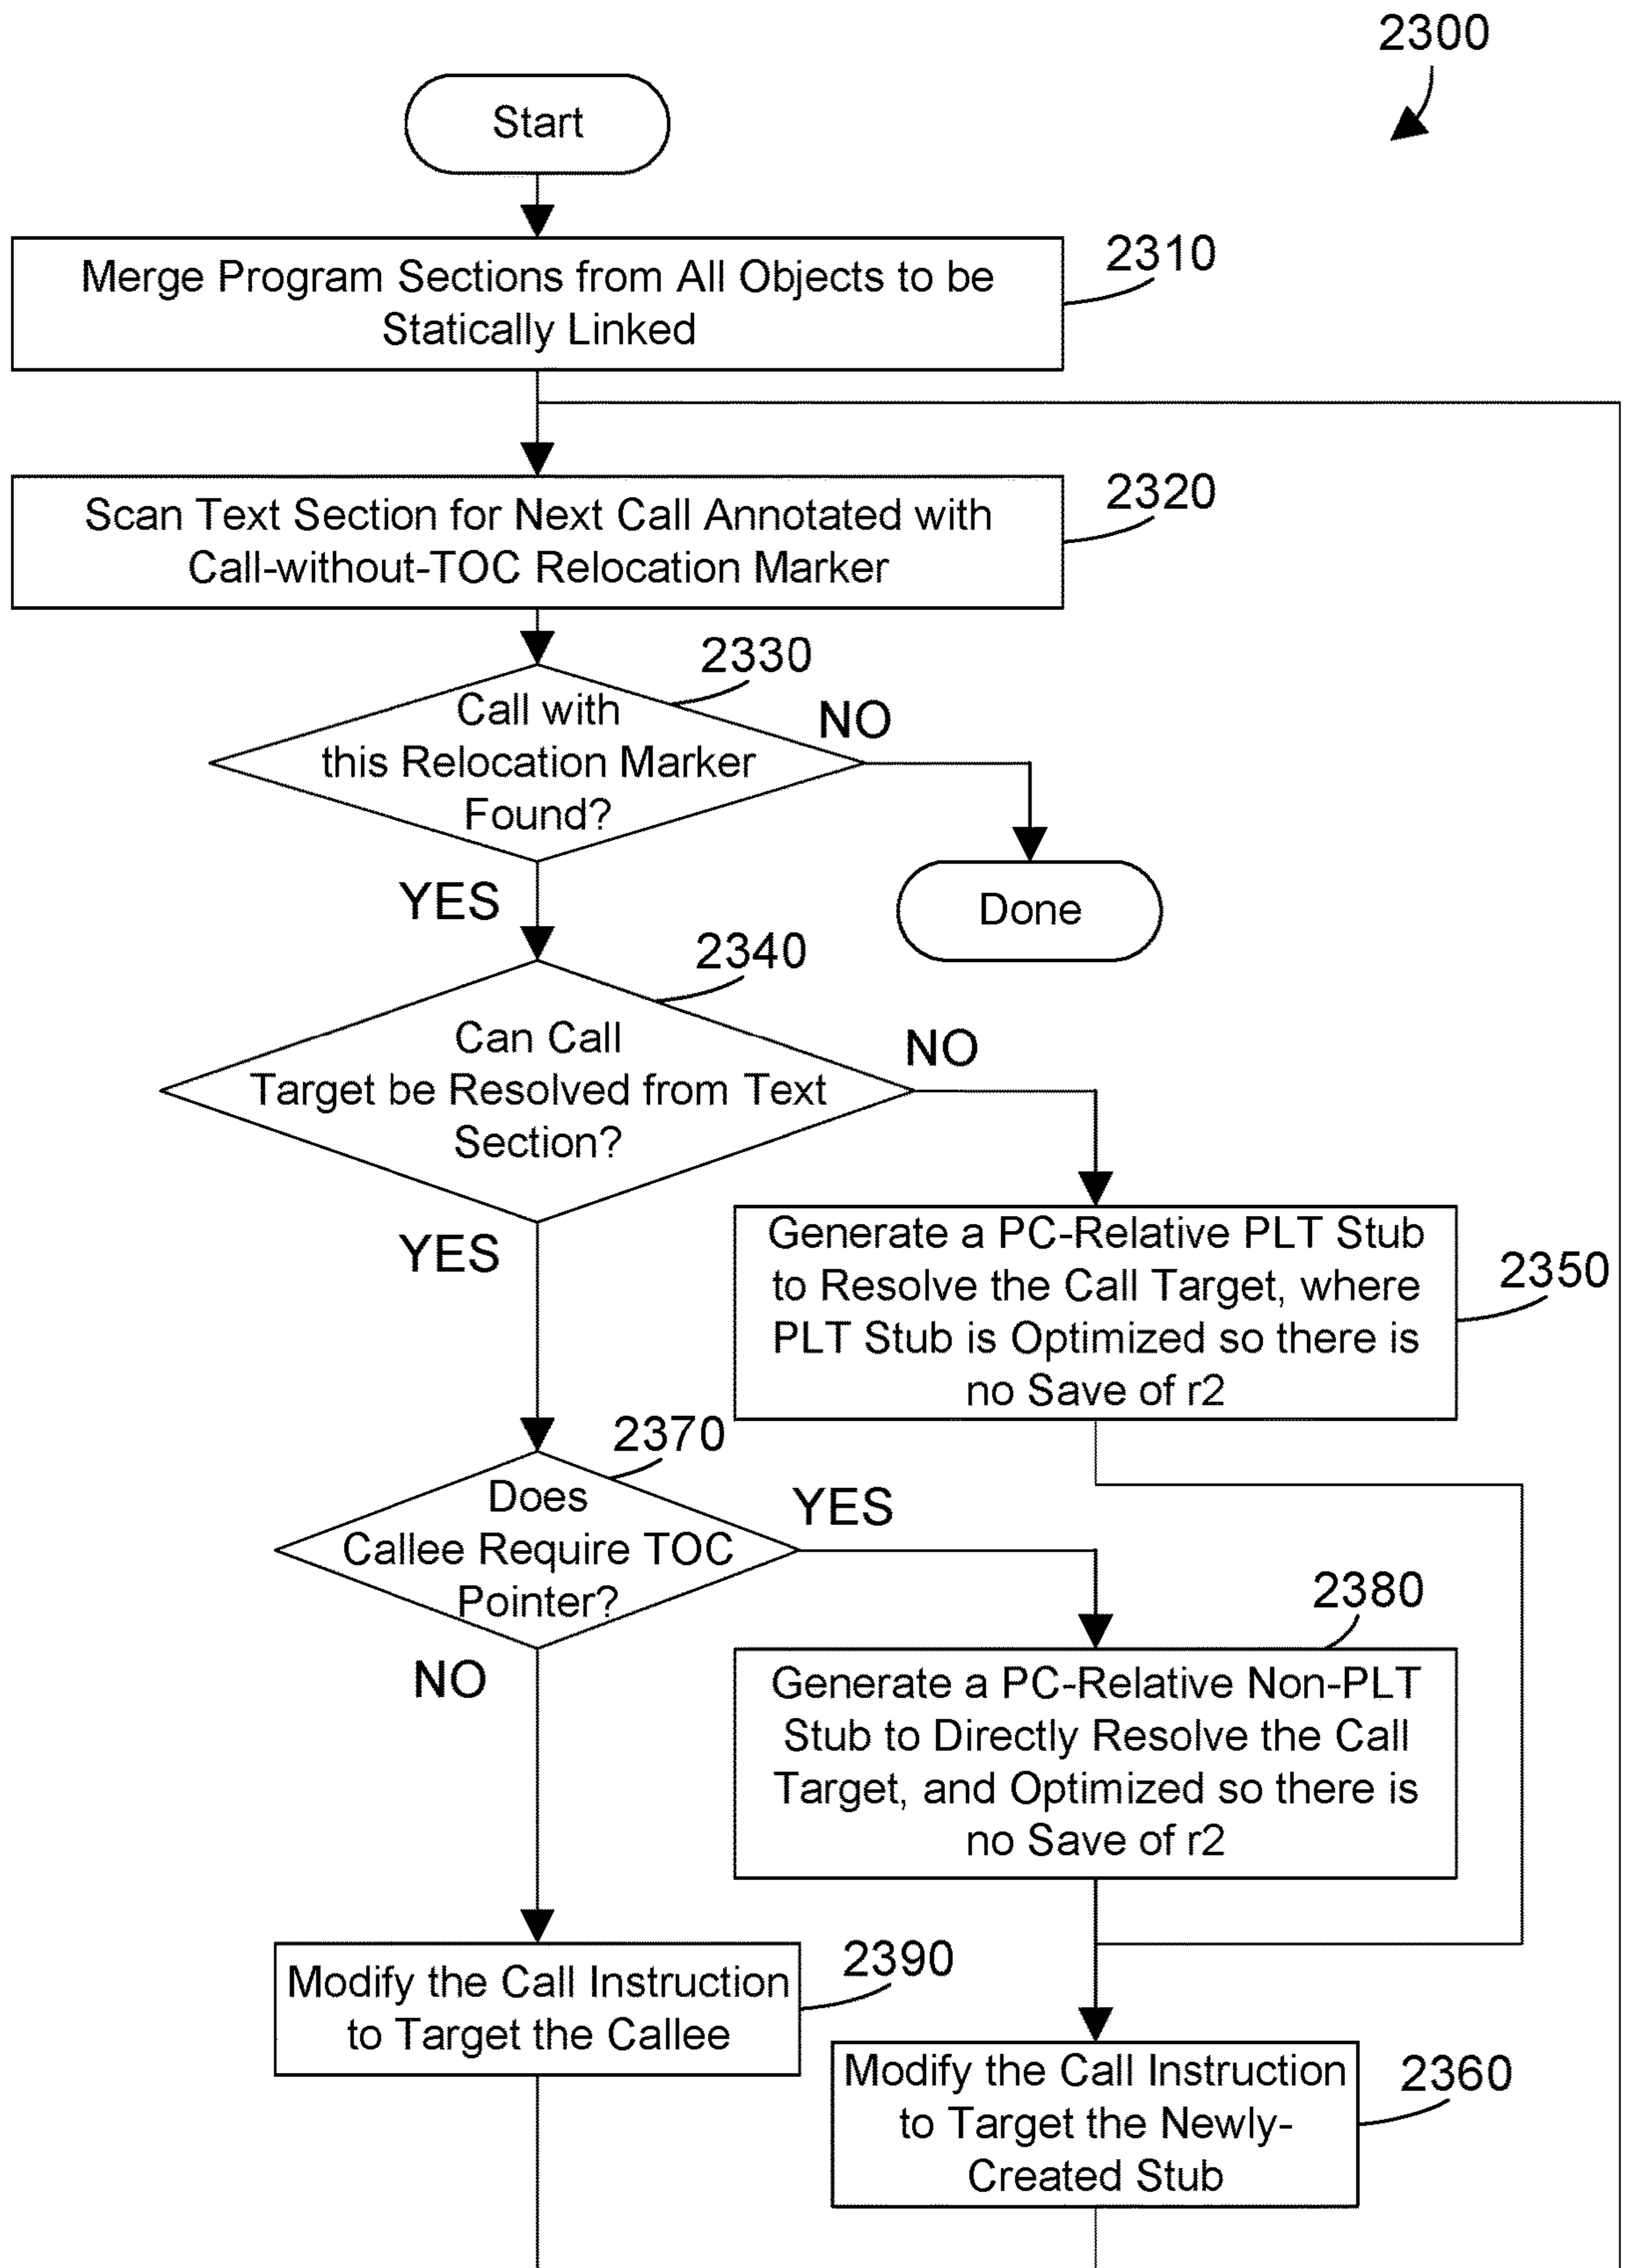 2300
Start
Merge Program Sections from All Objects to be
Statically Linked
2310
Scan Text Section for Next Call Annotated with
Call-without-TOC Relocation Marker
2320
2330
Call with
this Relocation Marker
Found?
NO
YES
Done
2340
Can Call
Target be Resolved from Text
Section?
NO
YES
Generate a PC-Relative PLT Stub
to Resolve the Call Target, where
PLT Stub is Optimized so there is
no Save of r2
2350
2370
Does
Callee Require TOC
Pointer?
YES
NO
2380
Generate a PC-Relative Non-PLT
Stub to Directly Resolve the Call
Target, and Optimized so there is
no Save of r2
Modify the Call Instruction
to Target the Callee
2390
Modify the Call Instruction
to Target the Newly-
Created Stub
2360